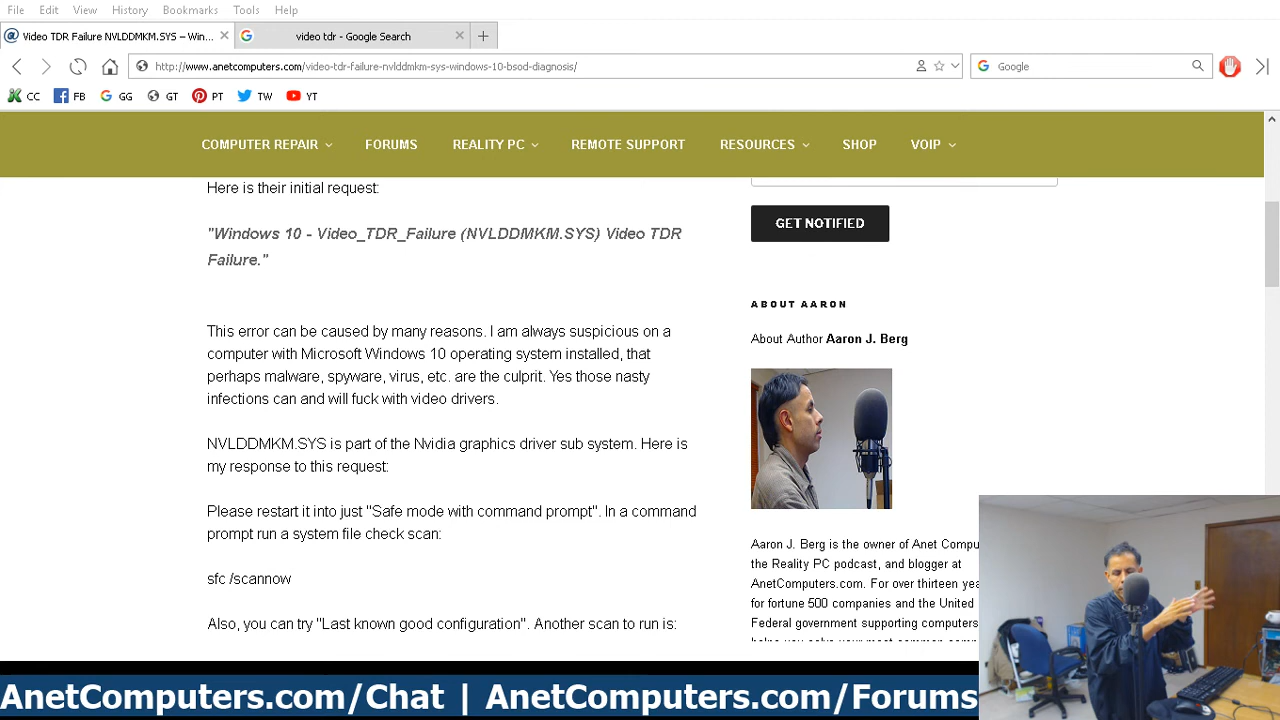 File Edit View History Bookmarks Tools Help
Video TDR Failure NVLDDMKM.SYS – Win... video tdr - Google Search
http://www.anetcomputers.com/video-tdr-failure-nvlddmkm-sys-windows-10-bsod-diagnosis/ Google
CC FB GG GT PT TW YT
COMPUTER REPAIR FORUMS REALITY PC REMOTE SUPPORT RESOURCES SHOP VOIP
Here is their initial request:
"Windows 10 - Video_TDR_Failure (NVLDDMKM.SYS) Video TDR
Failure."
This error can be caused by many reasons. I am always suspicious on a
computer with Microsoft Windows 10 operating system installed, that
perhaps malware, spyware, virus, etc. are the culprit. Yes those nasty
infections can and will fuck with video drivers.
NVLDDMKM.SYS is part of the Nvidia graphics driver sub system. Here is
my response to this request:
Please restart it into just "Safe mode with command prompt". In a command
prompt run a system file check scan:
sfc /scannow
Also, you can try "Last known good configuration". Another scan to run is:
GET NOTIFIED
ABOUT AARON
About Author Aaron J. Berg
Aaron J. Berg is the owner of Anet Compu
the Reality PC podcast, and blogger at
AnetComputers.com. For over thirteen yea
for fortune 500 companies and the United
Federal government supporting computers
AnetComputers.com/Chat | AnetComputers.com/Forums